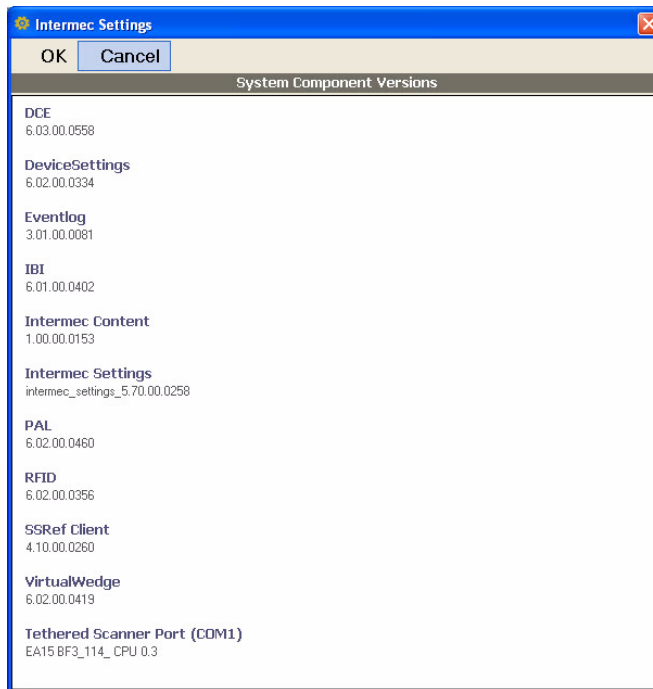 Intermec Settings
OK Cancel
System Component Versions
DCE
6.03.00.0558
DeviceSettings
6.02.00.0334
Eventlog
3.01.00.0081
IBI
6.01.00.0402
Intermec Content
1.00.00.0153
Intermec Settings
intermec_settings_5.70.00.0258
PAL
6.02.00.0460
RFID
6.02.00.0356
SSRef Client
4.10.00.0260
VirtualWedge
6.02.00.0419
Tethered Scanner Port (COM1)
EA15 BF3_114_ CPU 0.3